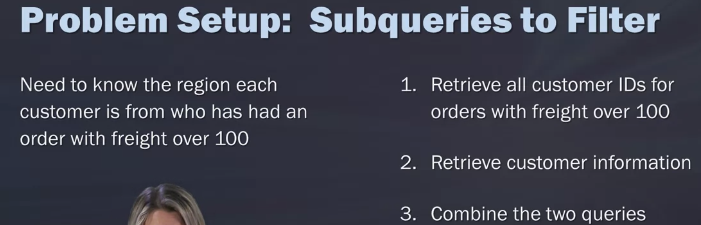 Problem Setup: Subqueries to Filter
Need to know the region each
customer is from who has had an
order with freight over 100
1. Retrieve all customer IDs for
orders with freight over 100
2. Retrieve customer information
3. Combine the two queries